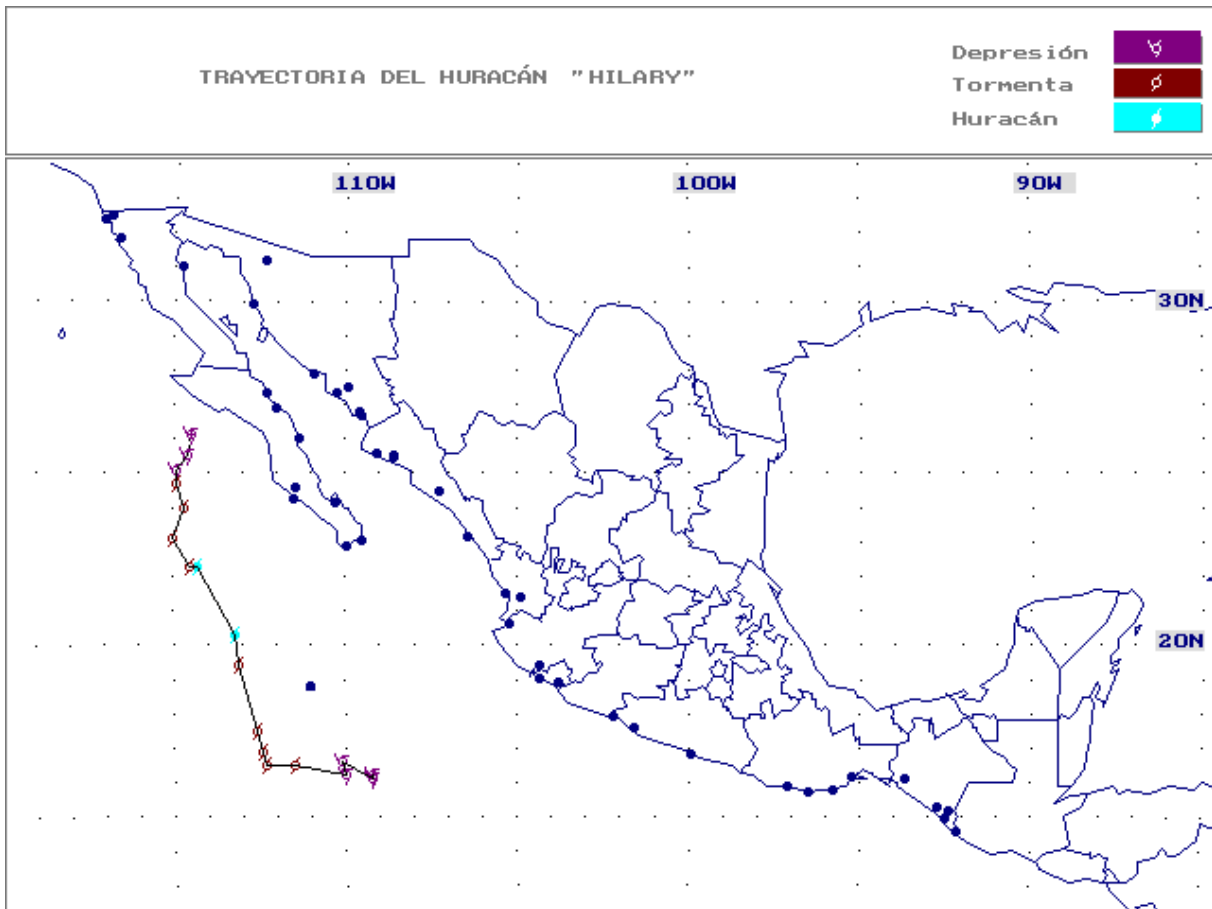 TRAYECTORIA DEL HURACÁN "HILARY"
Depresión
Tormenta
Huracán
110W
100W
90W
30N
20N